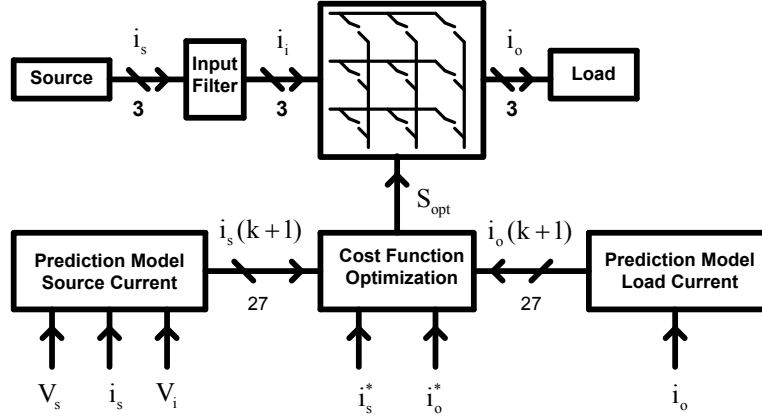 i_s
i_i
i_o
Source
Input
Filter
Load
3
3
3
S_opt
i_s(k+1)
i_o(k+1)
Prediction Model
Source Current
Cost Function
Optimization
Prediction Model
Load Current
27
27
V_s
i_s
V_i
i_s^*
i_o^*
i_o